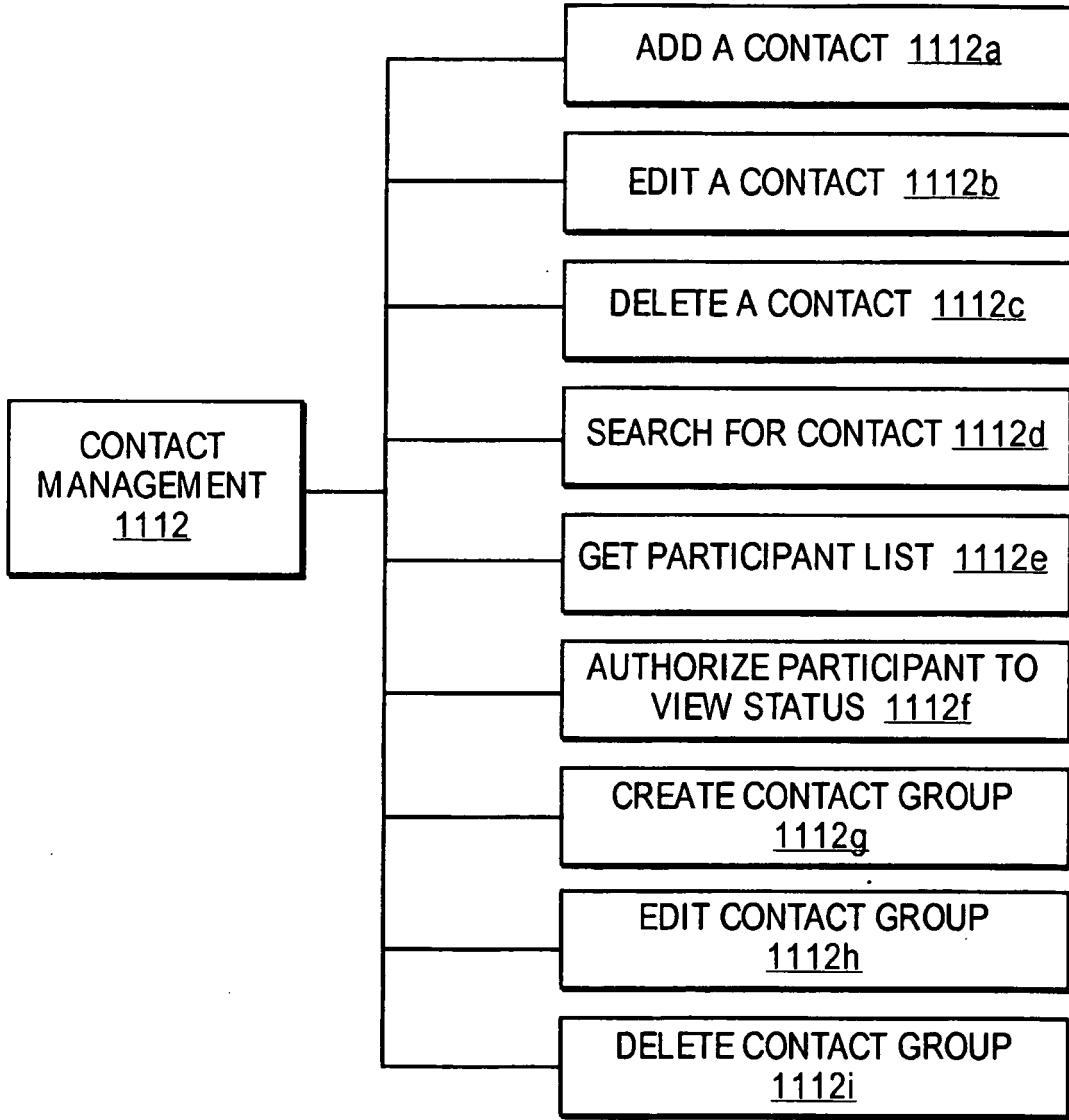 ADD A CONTACT 1112a
EDIT A CONTACT 1112b
DELETE A CONTACT 1112c
SEARCH FOR CONTACT 1112d
CONTACT
MANAGEMENT
1112
GET PARTICIPANT LIST 1112e
AUTHORIZE PARTICIPANT TO
VIEW STATUS 1112f
CREATE CONTACT GROUP
1112g
EDIT CONTACT GROUP
1112h
DELETE CONTACT GROUP
1112i